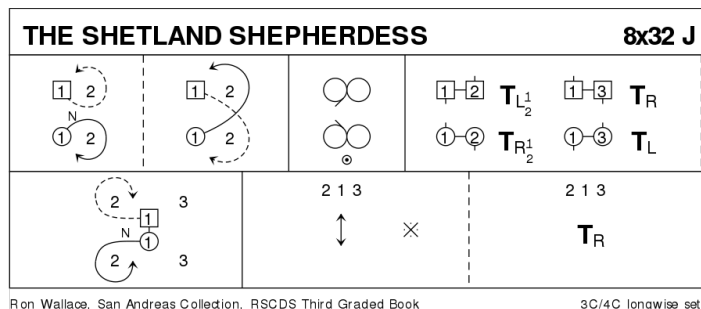 THE SHETLAND SHEPHERDESS 8x32 J
1 2 1 2 1 2 T L 1 2 1 3 T R
N
1 2 1 2 1 2 T R 1 2 1 3 T L
2 3 2 1 3 2 1 3
1
N 1 T R
2 3
Ron Wallace, San Andreas Collection, RSCDS Third Graded Book 3C/4C longwise set